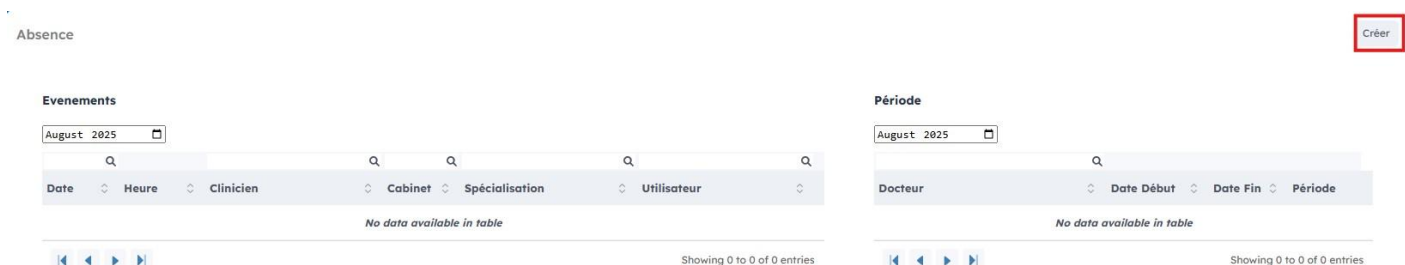 Absence
Créer
Evenements
August 2025
Date Heure Clinicien Cabinet Spécialisation Utilisateur
No data available in table
Showing 0 to 0 of 0 entries
Période
August 2025
Docteur Date Début Date Fin Période
No data available in table
Showing 0 to 0 of 0 entries